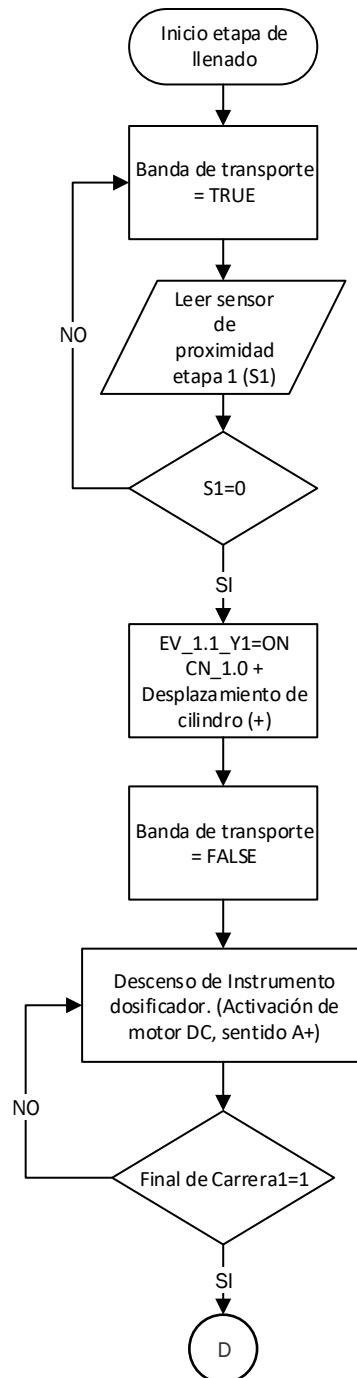 Inicio etapa de
llenado
Banda de transporte
= TRUE
Leer sensor
de
proximidad
etapa 1 (S1)
NO
S1=0
SI
EV_1.1_Y1=ON
CN_1.0 +
Desplazamiento de
cilindro (+)
Banda de transporte
= FALSE
Descenso de Instrumento
dosificador. (Activación de
motor DC, sentido A+)
NO
Final de Carrera1=1
SI
D